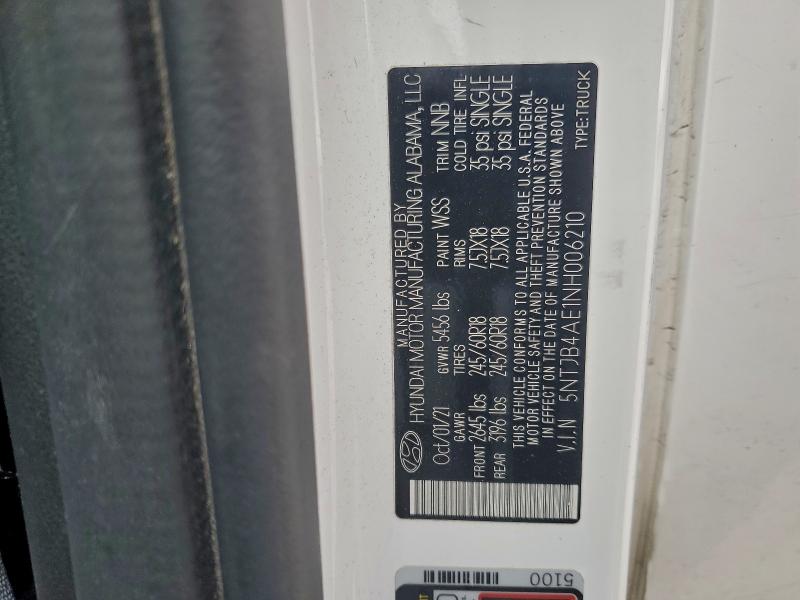 MANUFACTURED BY
HYUNDAI MOTOR MANUFACTURING ALABAMA, LLC
Oct/01/21 GVWR 5456 lbs PAINT WSS TRIM NNB
GAWR TIRES RIMS COLD TIRE INFL
FRONT 2645 lbs 245/60R18 7.5JX18 35 psi SINGLE
REAR 3196 lbs 245/60R18 7.5JX18 35 psi SINGLE
THIS VEHICLE CONFORMS TO ALL APPLICABLE U.S.A. FEDERAL
MOTOR VEHICLE SAFETY AND THEFT PREVENTION STANDARDS
IN EFFECT ON THE DATE OF MANUFACTURE SHOWN ABOVE
V.I.N 5NTJB4AE1NH006210 TYPE:TRUCK
5100